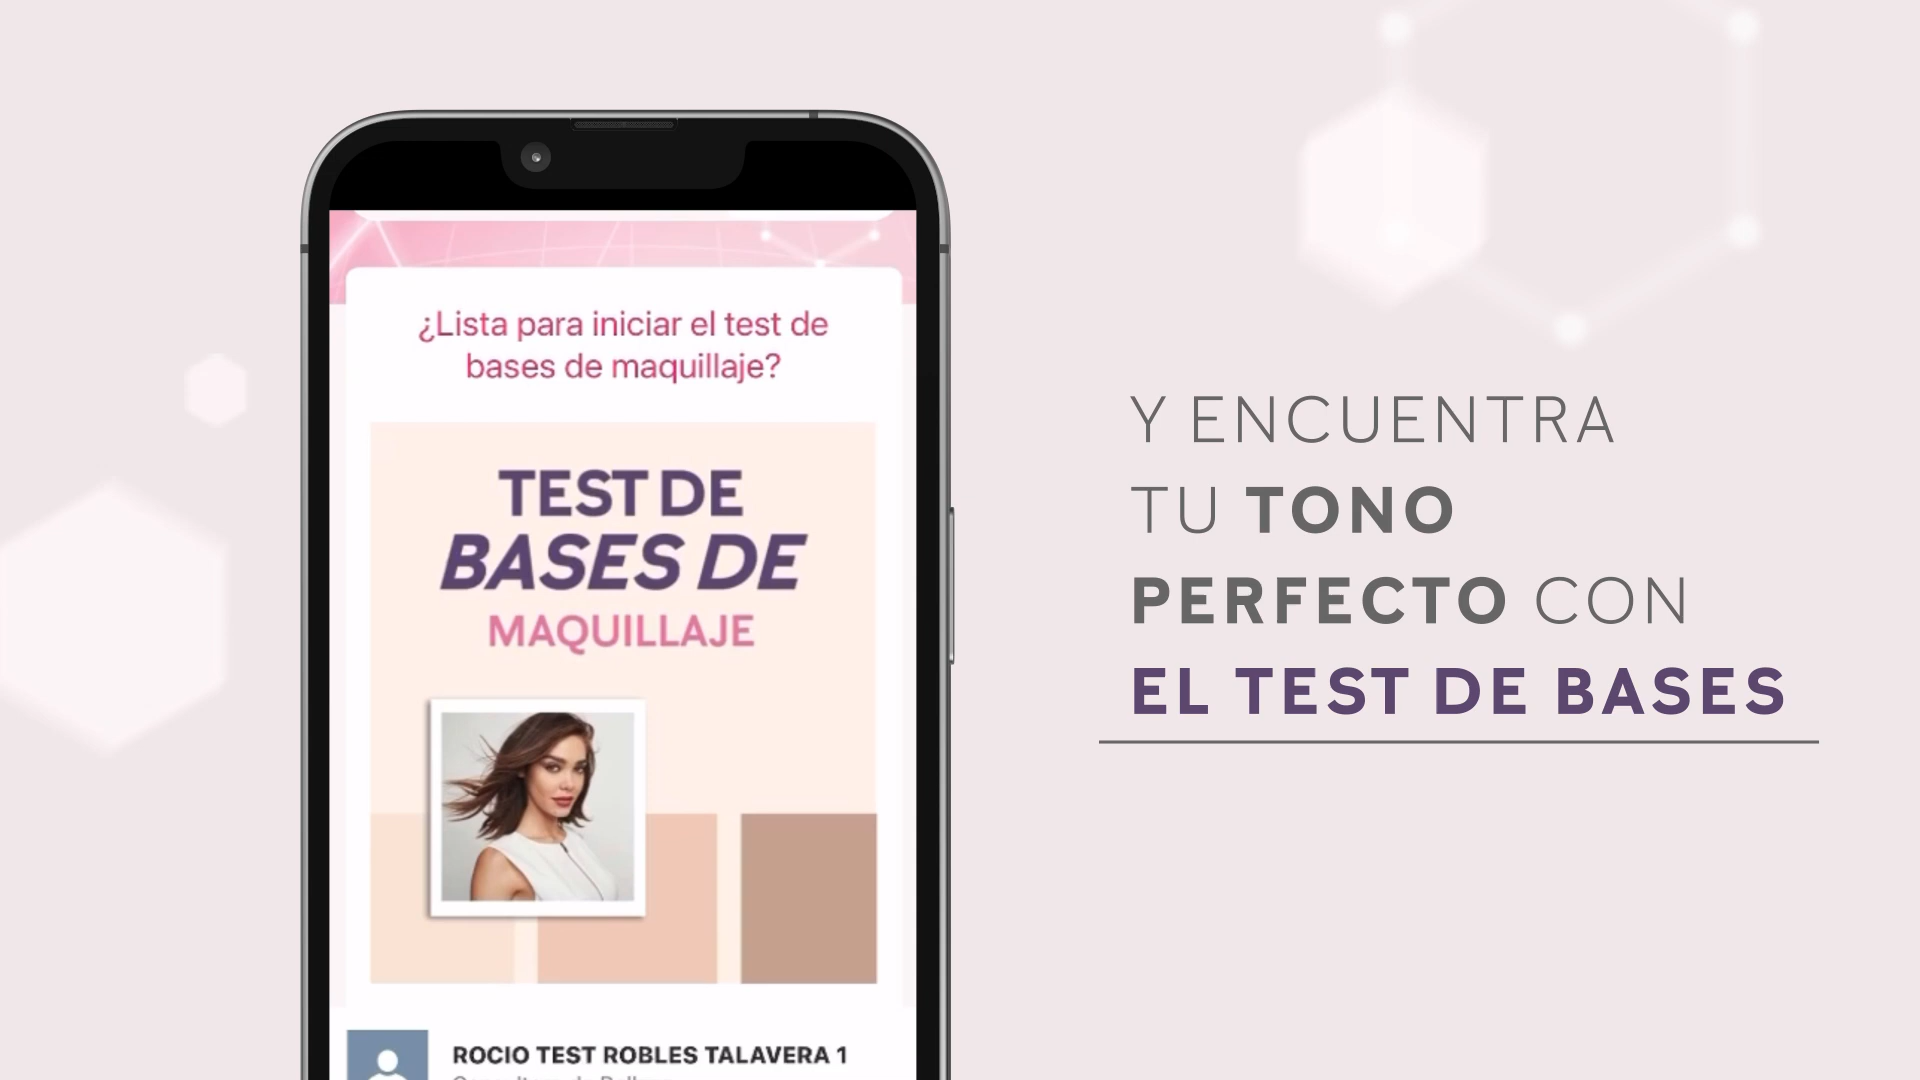 ¿Lista para iniciar el test de
bases de maquillaje?
TEST DE
BASES DE
MAQUILLAJE
ROCIO TEST ROBLES TALAVERA 1
Y ENCUENTRA
TU TONO
PERFECTO CON
EL TEST DE BASES